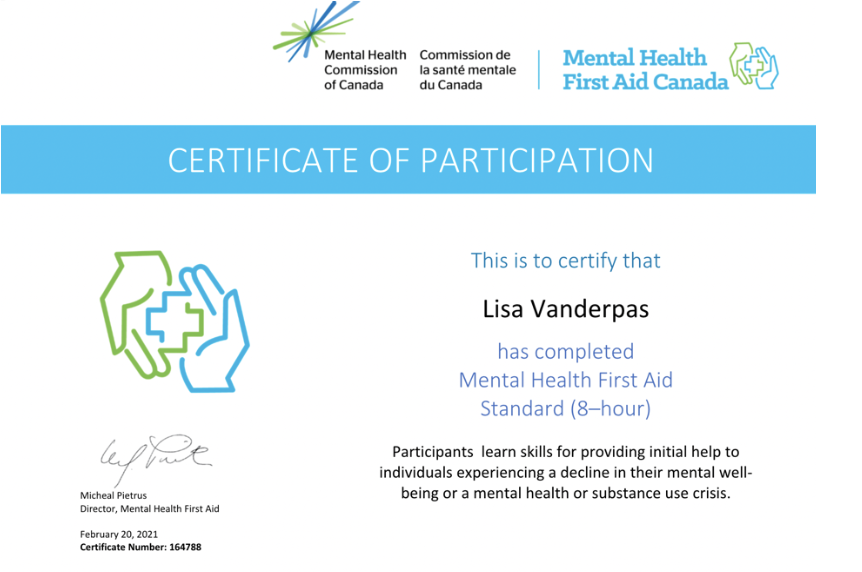 Mental Health Commission of Canada
Commission de la santé mentale du Canada
Mental Health First Aid Canada
CERTIFICATE OF PARTICIPATION
This is to certify that
Lisa Vanderpas
has completed
Mental Health First Aid
Standard (8–hour)
Participants learn skills for providing initial help to
individuals experiencing a decline in their mental well-
being or a mental health or substance use crisis.
Micheal Pietrus
Director, Mental Health First Aid
February 20, 2021
Certificate Number: 164788